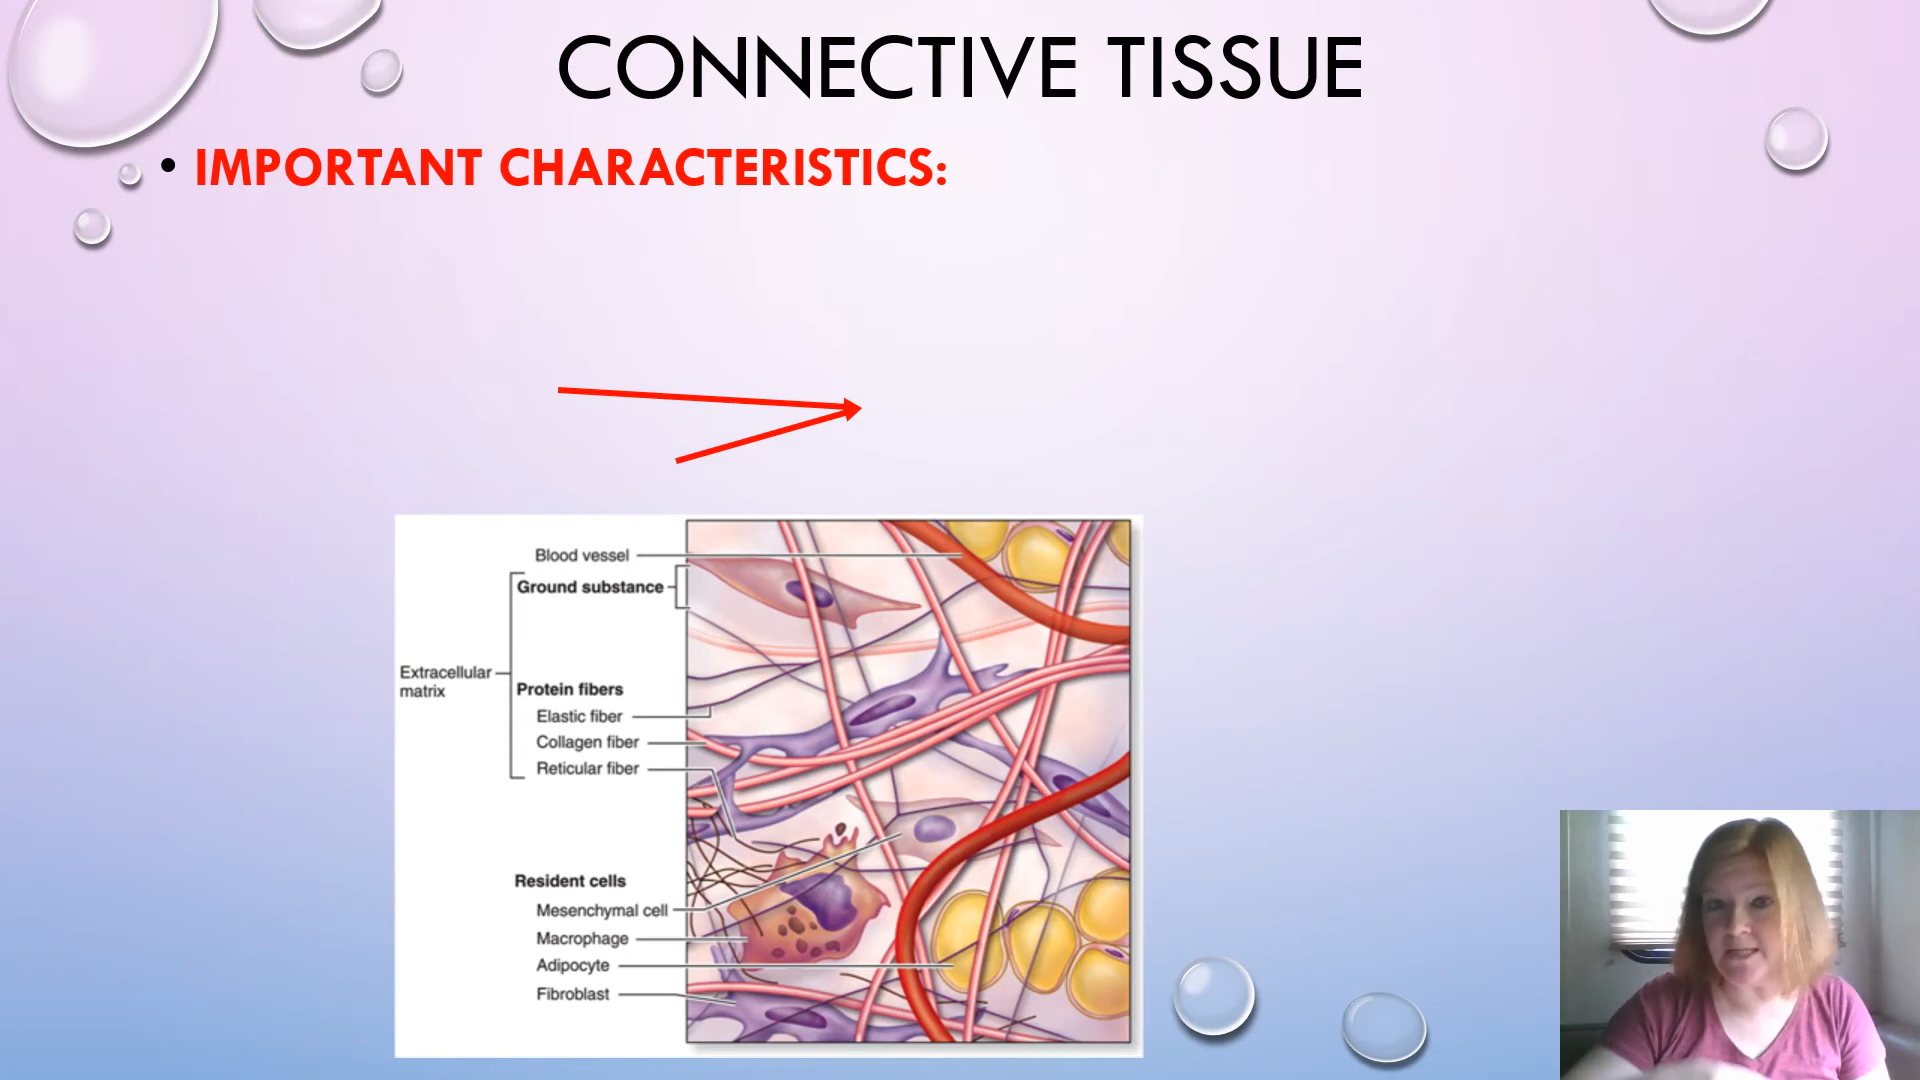 CONNECTIVE TISSUE
• IMPORTANT CHARACTERISTICS:
Blood vessel
Ground substance
Extracellular
matrix
Protein fibers
Elastic fiber
Collagen fiber
Reticular fiber
Resident cells
Mesenchymal cell
Macrophage
Adipocyte
Fibroblast